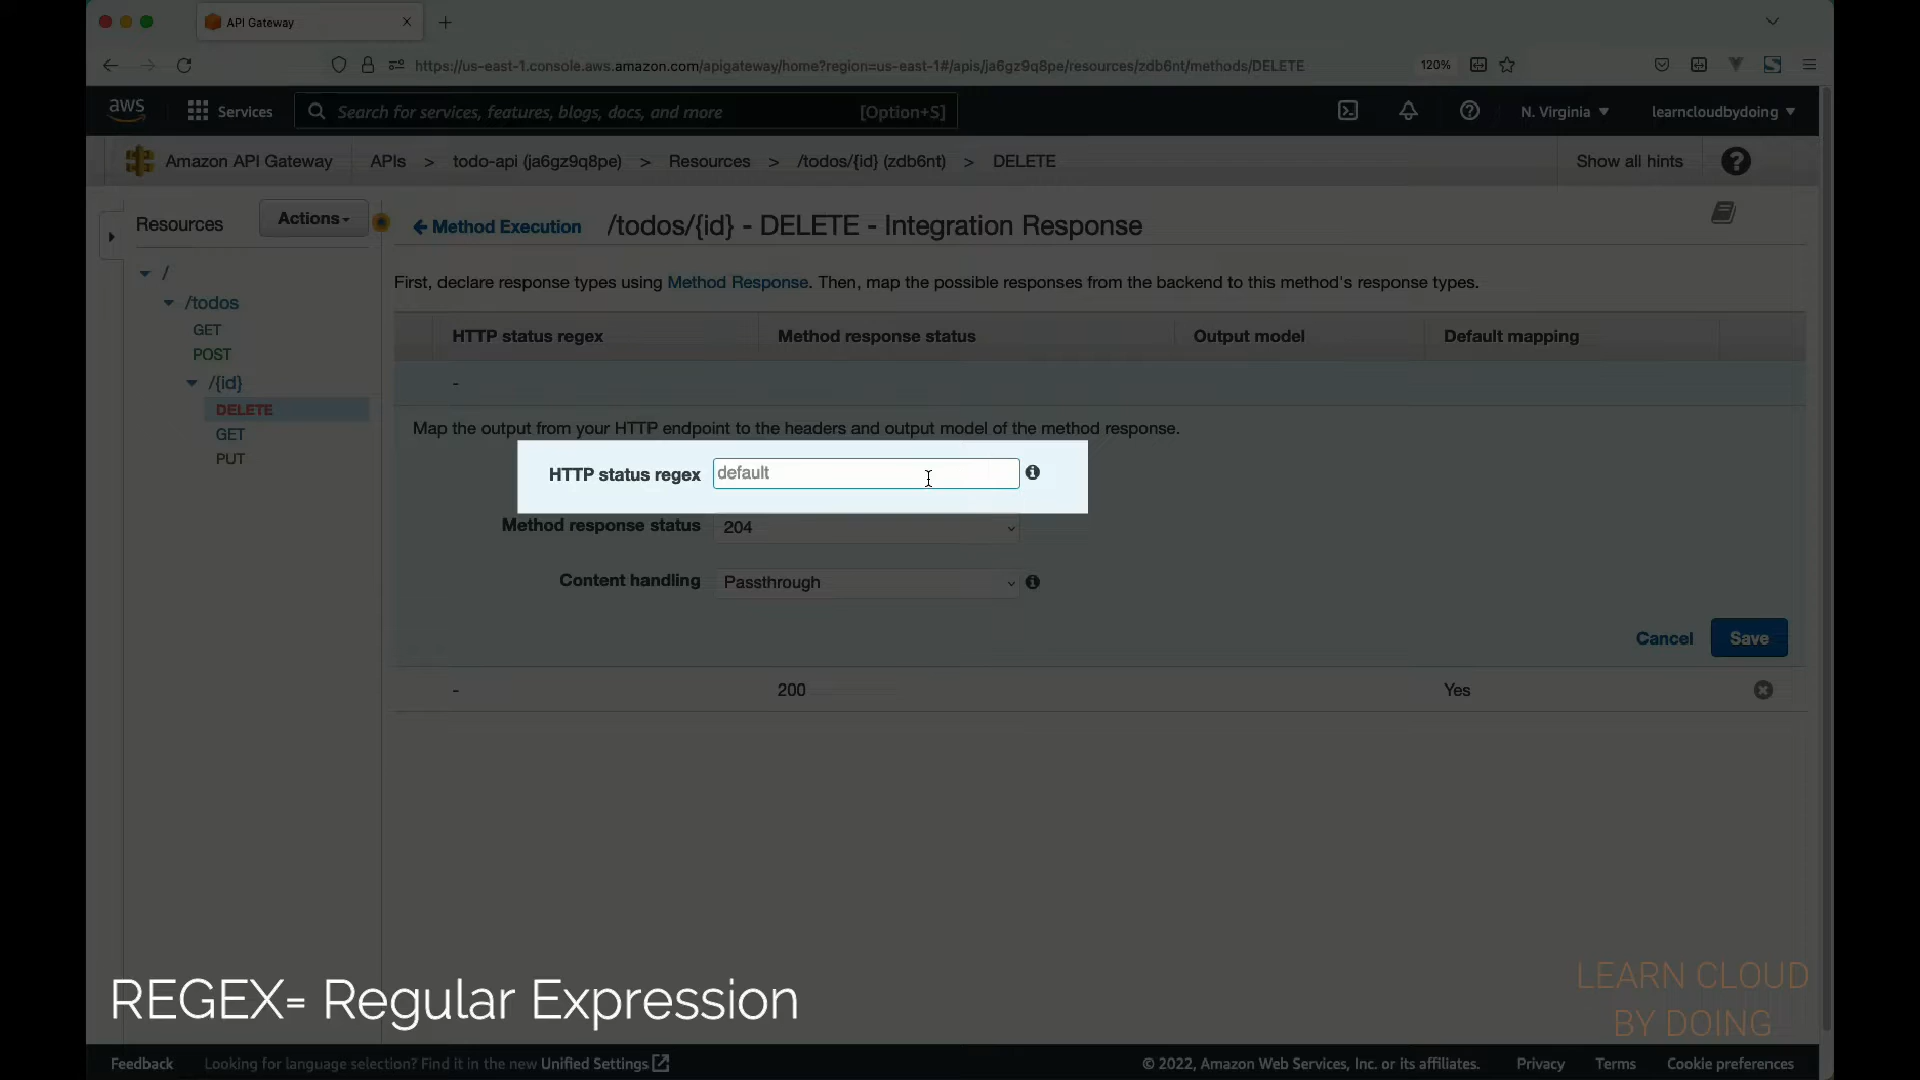 API Gateway
https://us-east-1.console.aws.amazon.com/apigateway/home?region=us-east-1#/apis/ja6gz9q8pe/resources/zdb6nt/methods/DELETE
120%
aws
Services
Search for services, features, blogs, docs, and more
[Option+S]
N. Virginia
learncloudbydoing
Amazon API Gateway
APIs > todo-api (ja6gz9q8pe) > Resources > /todos/{id} (zdb6nt) > DELETE
Show all hints
Resources
Actions
Method Execution
/todos/{id} - DELETE - Integration Response
/
/todos
GET
POST
/{id}
DELETE
GET
PUT
First, declare response types using Method Response. Then, map the possible responses from the backend to this method's response types.
HTTP status regex
Method response status
Output model
Default mapping
-
Map the output from your HTTP endpoint to the headers and output model of the method response.
HTTP status regex
default
Method response status
204
Content handling
Passthrough
Cancel
Save
-
200
Yes
REGEX= Regular Expression
LEARN CLOUD
BY DOING
Feedback
Looking for language selection? Find it in the new Unified Settings
© 2022, Amazon Web Services, Inc. or its affiliates.
Privacy
Terms
Cookie preferences